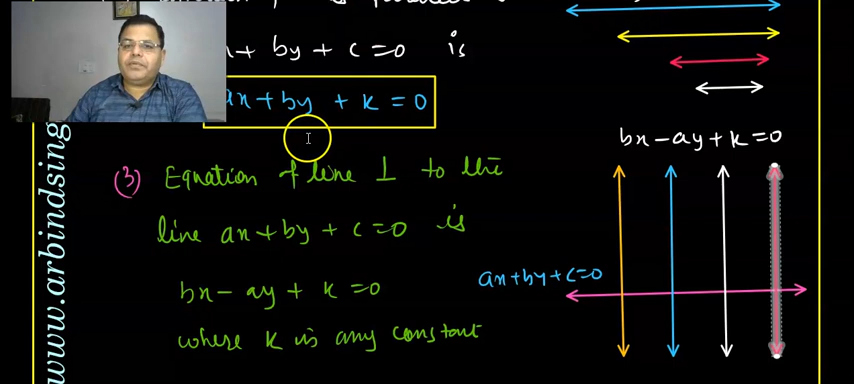 + by + c = 0 is
ax + by + k = 0
bx - ay + k = 0
(3) Equation of line ⊥ to the
line ax + by + c = 0 is
ax + by + c = 0
bx - ay + k = 0
where k is any constant
www.arbindsing